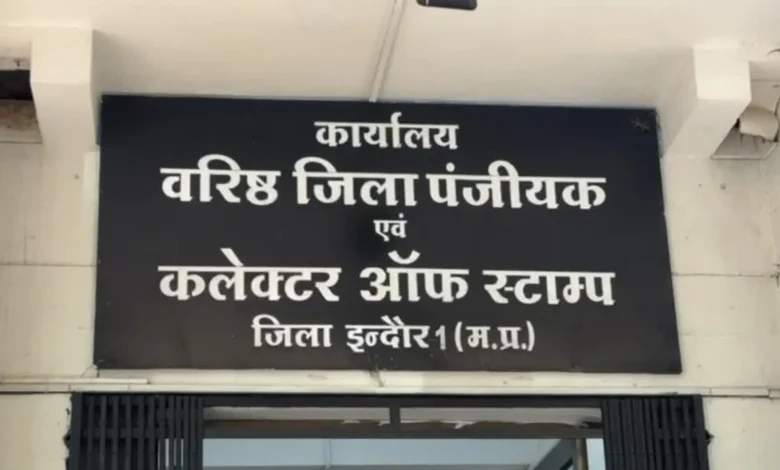 कार्यालय
वरिष्ठ जिला पंजीयक
एवं
कलेक्टर ऑफ स्टाम्प
जिला इन्दौर 1 (म.प्र.)